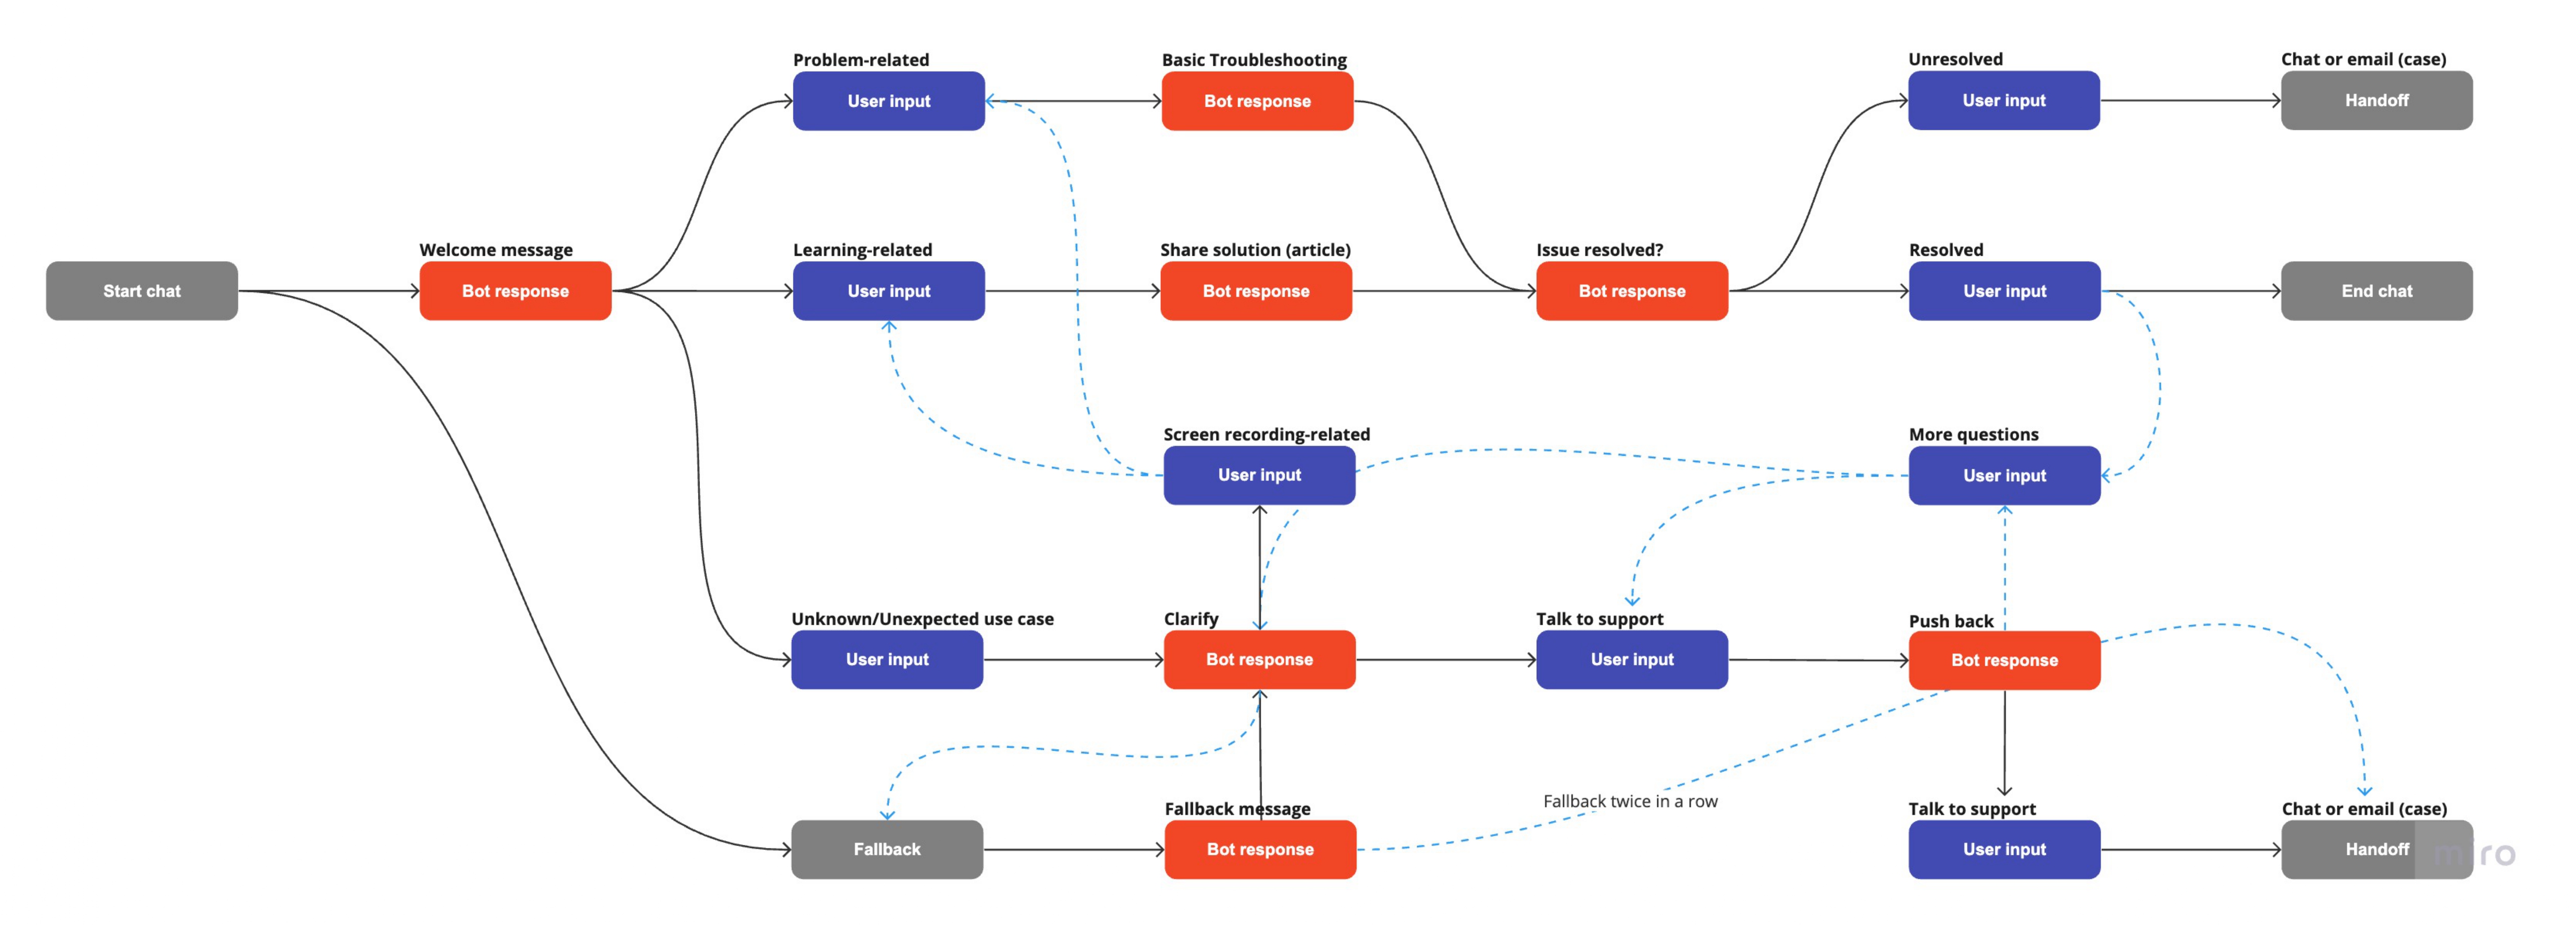 Problem-related
User input
Basic Troubleshooting
Bot response
Unresolved
User input
Chat or email (case)
Handoff
Start chat
Welcome message
Bot response
Learning-related
User input
Share solution (article)
Bot response
Issue resolved?
Bot response
Resolved
User input
End chat
Screen recording-related
User input
More questions
User input
Unknown/Unexpected use case
User input
Clarify
Bot response
Talk to support
User input
Push back
Bot response
Fallback
Fallback message
Bot response
Fallback twice in a row
Talk to support
User input
Chat or email (case)
Handoff
miro